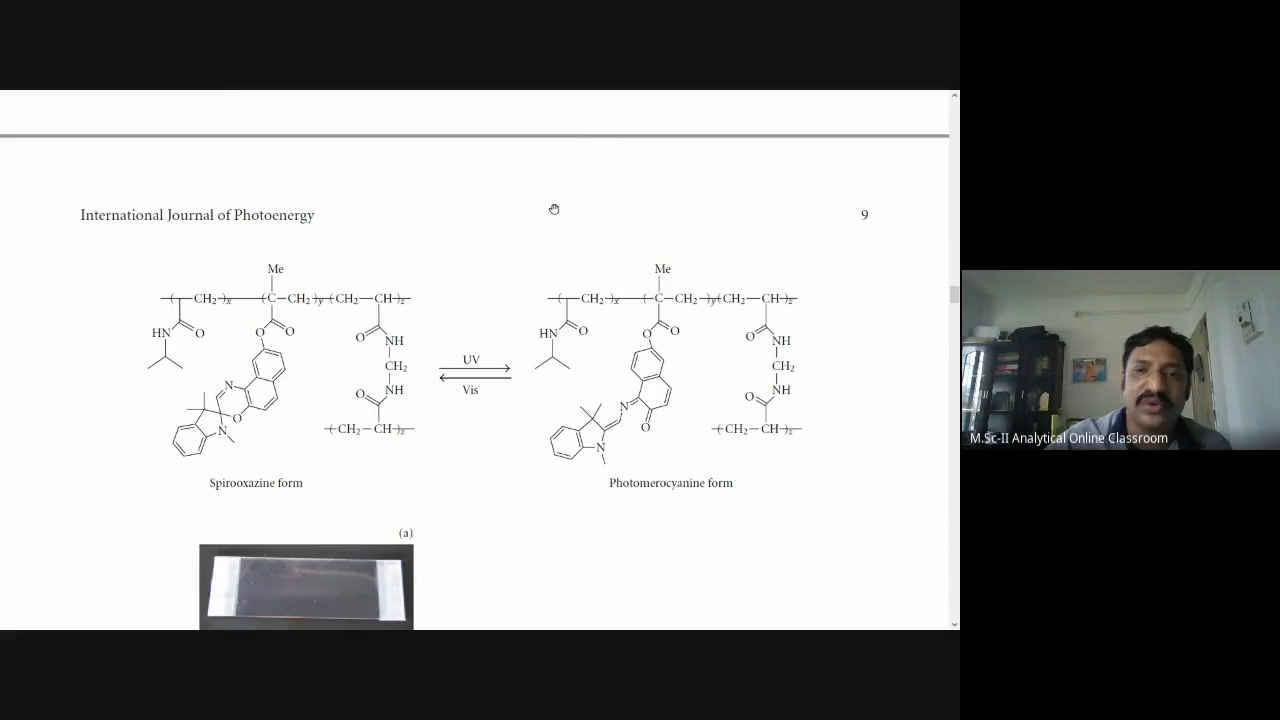 International Journal of Photoenergy
9
Me
Me
CH2 x C CH2 y CH2 CH z
CH2 x C CH2 y CH2 CH z
HN O O O O NH
HN O O O O NH
UV
CH2
CH2
Vis
N O NH
N O NH
O N
O N
CH2 CH z
CH2 CH z
Spirooxazine form
Photomerocyanine form
M.Sc-II Analytical Online Classroom
(a)